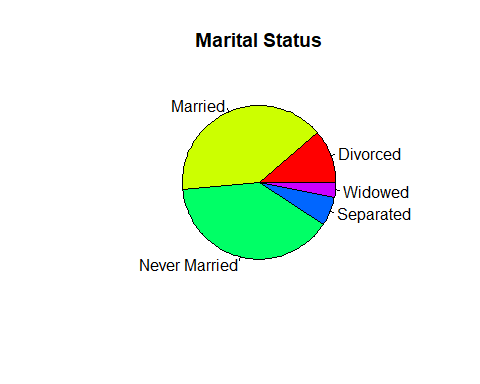 Marital Status
Married
Divorced
Widowed
Separated
Never Married